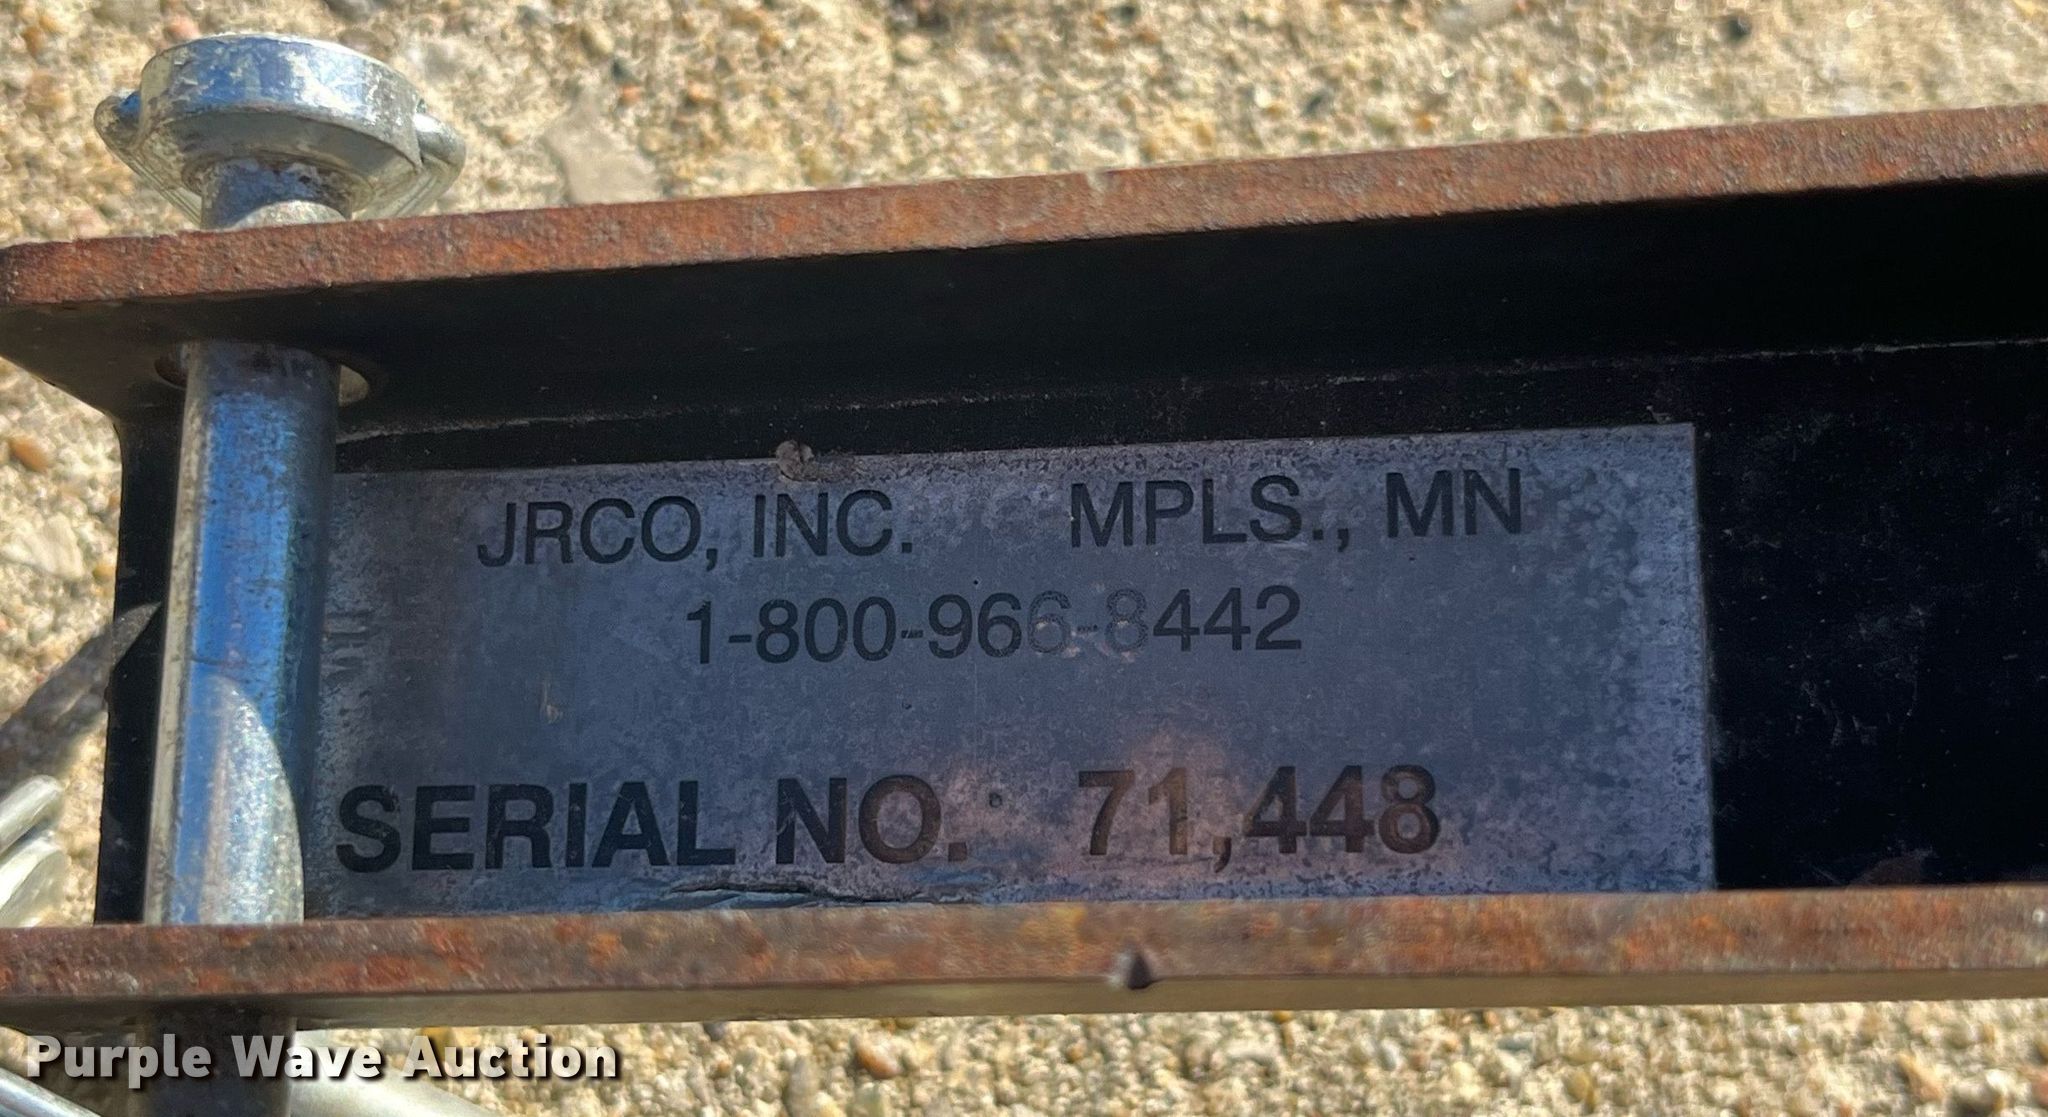 JRCO, INC. MPLS., MN
1-800-966-8442
SERIAL NO. 71,448
Purple Wave Auction